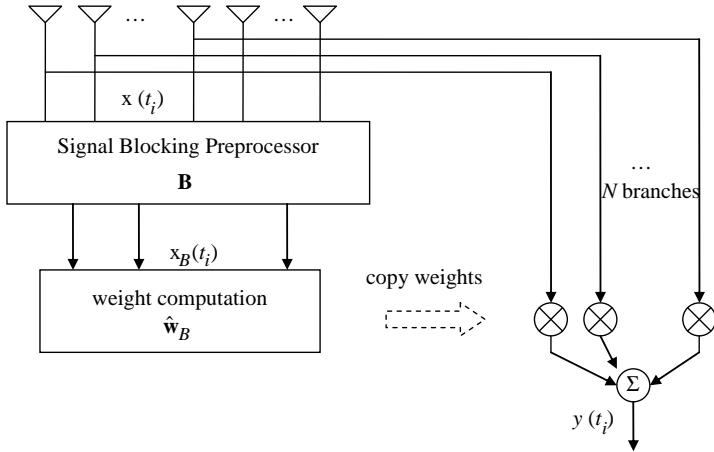 ... ...
x (t_i)
Signal Blocking Preprocessor
B
...
N branches
x_B(t_i)
weight computation
ŵ_B
copy weights
Σ
y (t_i)